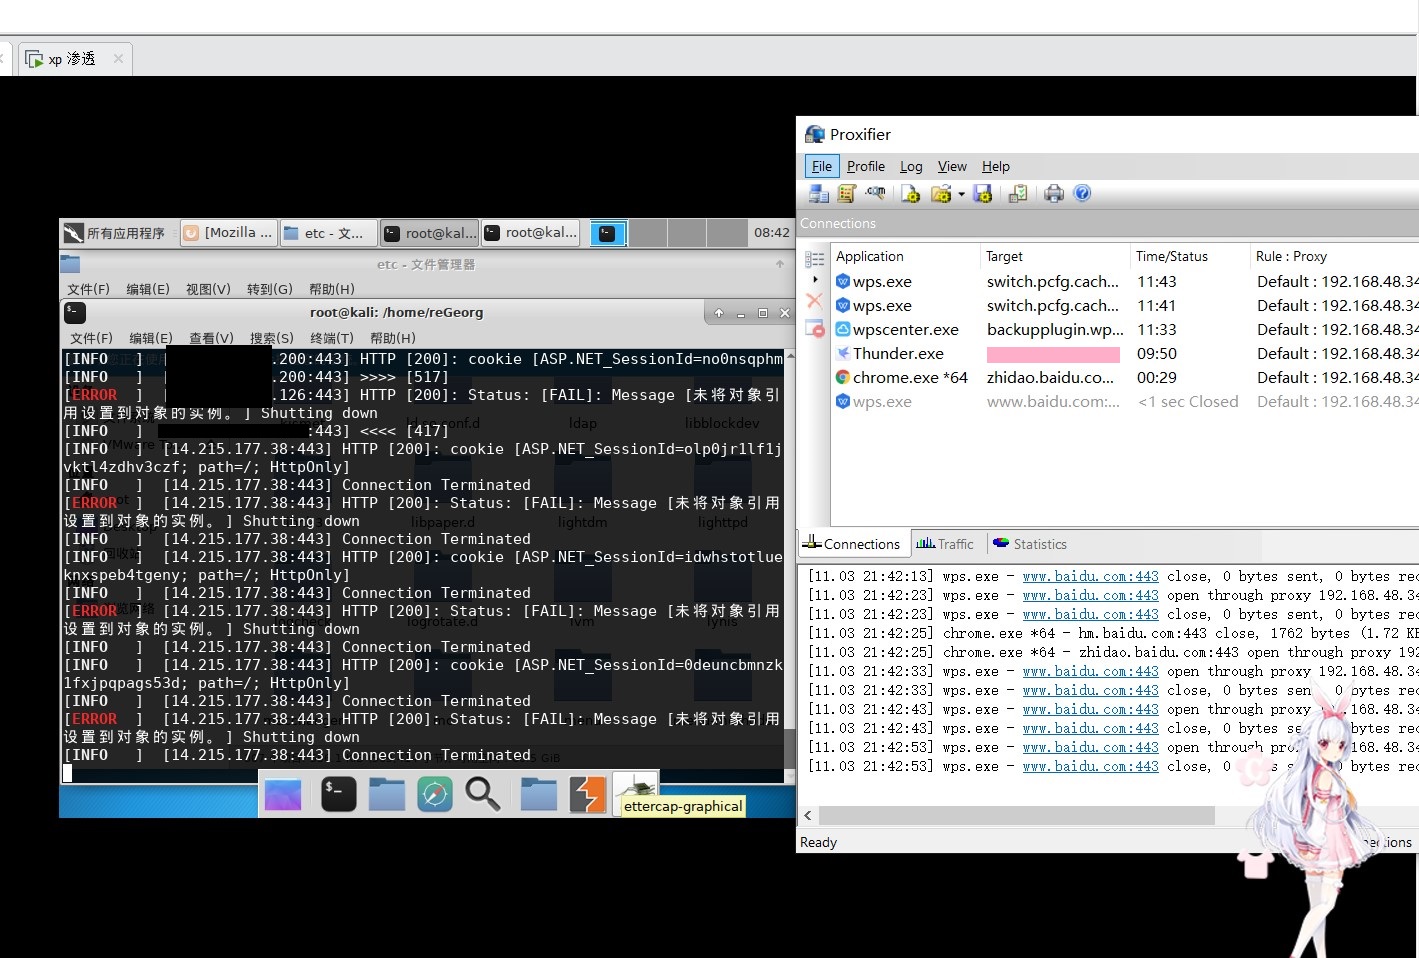 xp 渗透
所有应用程序
[Mozilla ...
etc - 文...
root@kal...
root@kal...
08:42
etc - 文件管理器
文件(F) 编辑(E) 视图(V) 转到(G) 帮助(H)
root@kali: /home/reGeorg
文件(F) 编辑(E) 查看(V) 搜索(S) 终端(T) 帮助(H)
[INFO ] [ .200:443] HTTP [200]: cookie [ASP.NET_SessionId=no0nsqphm
[INFO ] [ .200:443] >>>> [517]
[ERROR ] [ .126:443] HTTP [200]: Status: [FAIL]: Message [未将对象引
用设置到对象的实例。] Shutting down
[INFO ] :443] <<<< [417]
[INFO ] [14.215.177.38:443] HTTP [200]: cookie [ASP.NET_SessionId=olp0jr1lf1j
vktl4zdhv3czf; path=/; HttpOnly]
[INFO ] [14.215.177.38:443] Connection Terminated
[ERROR ] [14.215.177.38:443] HTTP [200]: Status: [FAIL]: Message [未将对象引用
设置到对象的实例。] Shutting down
[INFO ] [14.215.177.38:443] Connection Terminated
[INFO ] [14.215.177.38:443] HTTP [200]: cookie [ASP.NET_SessionId=idwhstotlue
knxspeb4tgeny; path=/; HttpOnly]
[INFO ] [14.215.177.38:443] Connection Terminated
[ERROR ] [14.215.177.38:443] HTTP [200]: Status: [FAIL]: Message [未将对象引用
设置到对象的实例。] Shutting down
[INFO ] [14.215.177.38:443] Connection Terminated
[INFO ] [14.215.177.38:443] HTTP [200]: cookie [ASP.NET_SessionId=0deuncbmnzk
1fxjpqpags53d; path=/; HttpOnly]
[INFO ] [14.215.177.38:443] Connection Terminated
[ERROR ] [14.215.177.38:443] HTTP [200]: Status: [FAIL]: Message [未将对象引用
设置到对象的实例。] Shutting down
[INFO ] [14.215.177.38:443] Connection Terminated
ld.so.conf.d
ldap
libblockdev
libpaper.d
lightdm
lighttpd
logcheck
logrotate.d
lvm
lynis
ettercap-graphical
Proxifier
File Profile Log View Help
Connections
Application Target Time/Status Rule : Proxy
wps.exe switch.pcfg.cach... 11:43 Default : 192.168.48.34
wps.exe switch.pcfg.cach... 11:41 Default : 192.168.48.34
wpscenter.exe backupplugin.wp... 11:33 Default : 192.168.48.34
Thunder.exe 09:50 Default : 192.168.48.34
chrome.exe *64 zhidao.baidu.co... 00:29 Default : 192.168.48.34
wps.exe www.baidu.com:... <1 sec Closed Default : 192.168.48.34
Connections Traffic Statistics
[11.03 21:42:13] wps.exe - www.baidu.com:443 close, 0 bytes sent, 0 bytes rec
[11.03 21:42:23] wps.exe - www.baidu.com:443 open through proxy 192.168.48.34
[11.03 21:42:23] wps.exe - www.baidu.com:443 close, 0 bytes sent, 0 bytes rec
[11.03 21:42:25] chrome.exe *64 - hm.baidu.com:443 close, 1762 bytes (1.72 KE
[11.03 21:42:25] chrome.exe *64 - zhidao.baidu.com:443 open through proxy 192
[11.03 21:42:33] wps.exe - www.baidu.com:443 open through proxy 192.168.48.34
[11.03 21:42:33] wps.exe - www.baidu.com:443 close, 0 bytes sen 0 bytes rec
[11.03 21:42:43] wps.exe - www.baidu.com:443 open through proxy .168.48.34
[11.03 21:42:43] wps.exe - www.baidu.com:443 close, 0 bytes s bytes rec
[11.03 21:42:53] wps.exe - www.baidu.com:443 open through prox 168.48.34
[11.03 21:42:53] wps.exe - www.baidu.com:443 close, 0 bytes rec
Ready